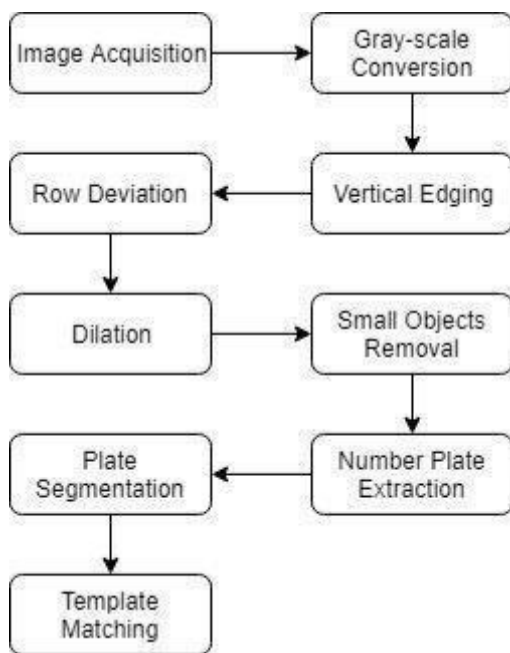 Image Acquisition
Gray-scale
Conversion
Vertical Edging
Row Deviation
Dilation
Small Objects
Removal
Number Plate
Extraction
Plate
Segmentation
Template
Matching